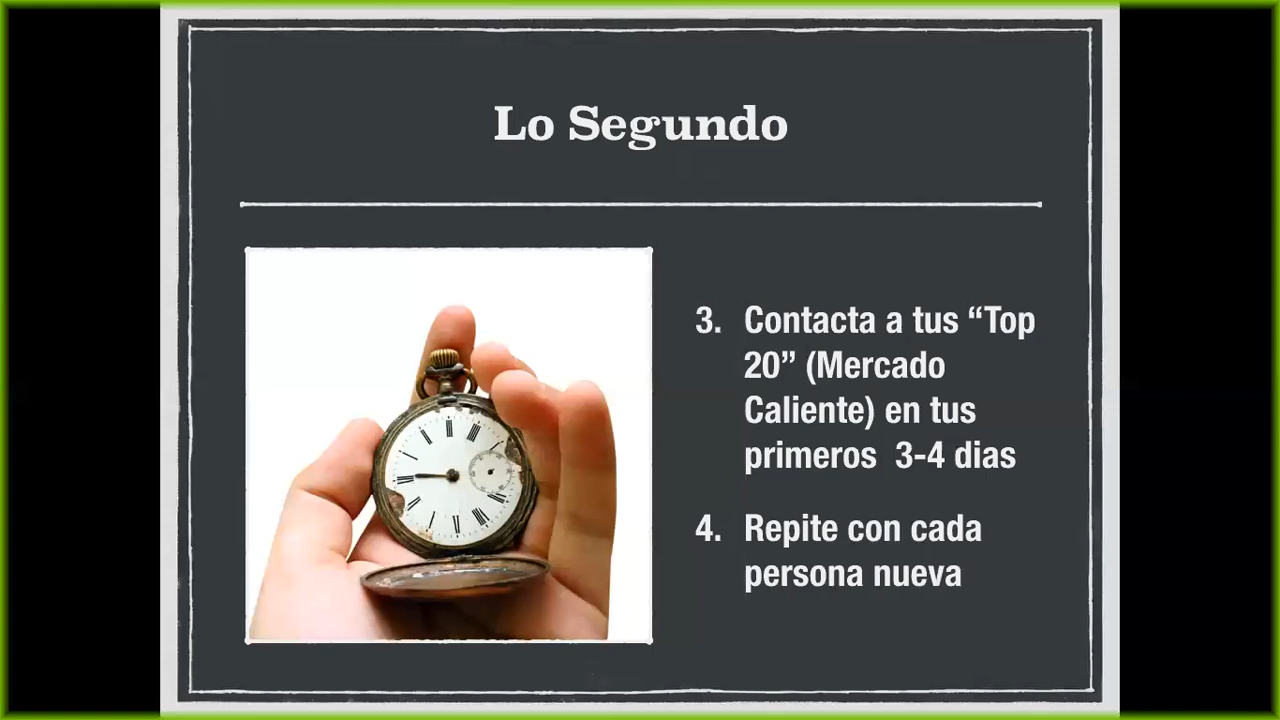 Lo Segundo
3. Contacta a tus “Top
20” (Mercado
Caliente) en tus
primeros 3-4 dias
4. Repite con cada
persona nueva